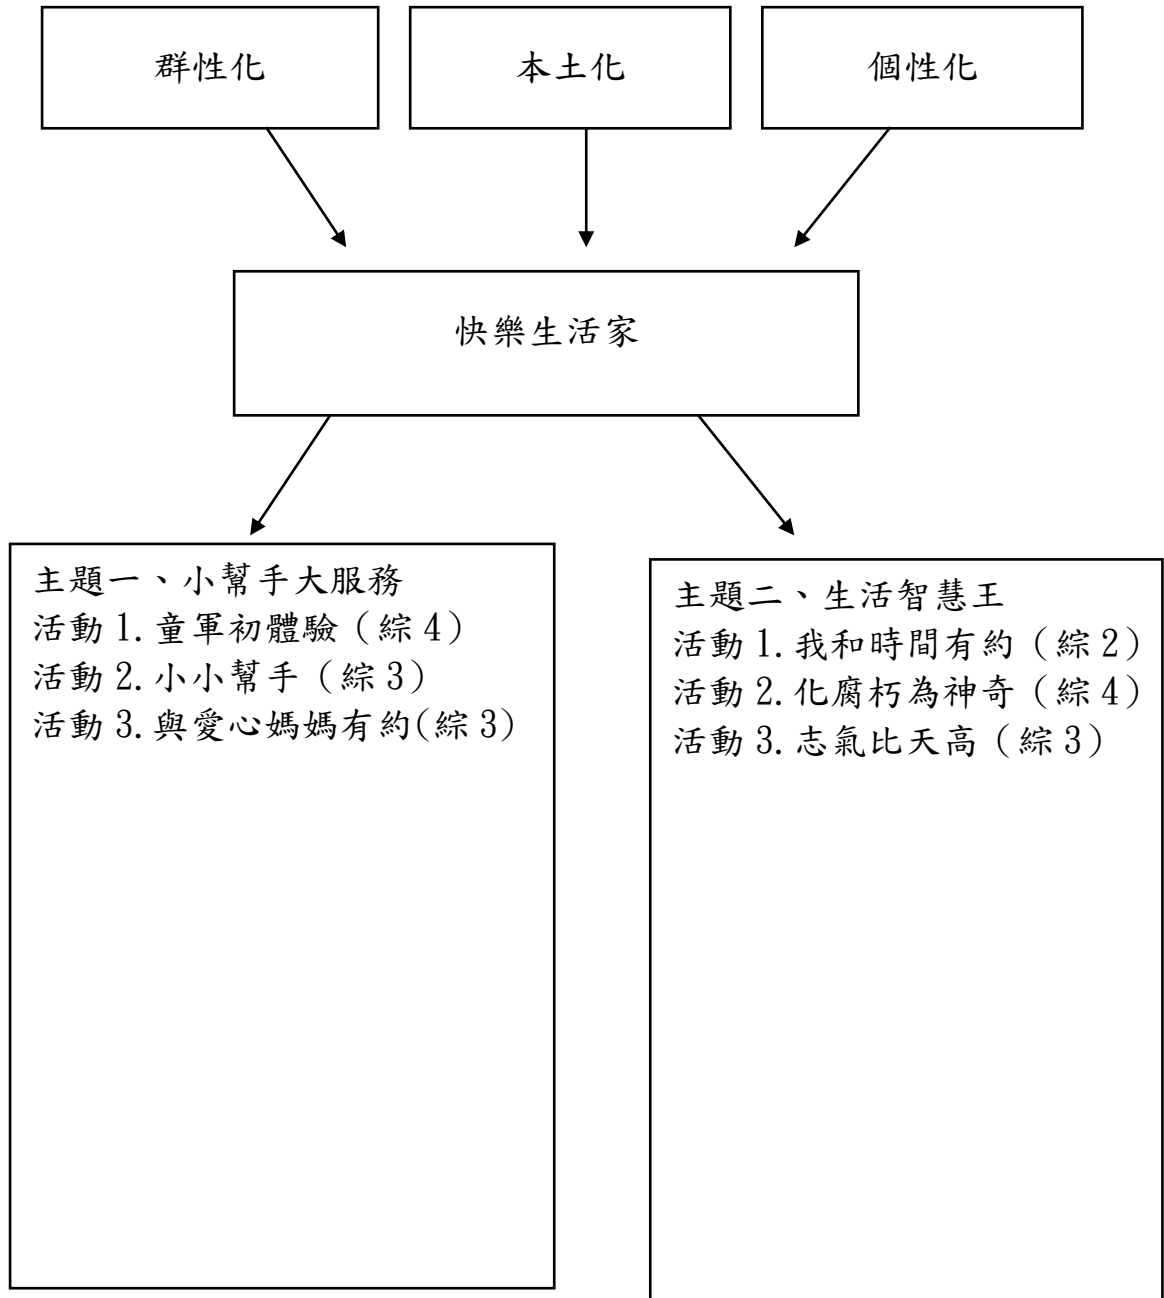 群性化
本土化
個性化
快樂生活家
主題一、小幫手大服務
活動 1.童軍初體驗（綜 4）
活動 2.小小幫手（綜 3）
活動 3.與愛心媽媽有約(綜 3)
主題二、生活智慧王
活動 1.我和時間有約（綜 2）
活動 2.化腐朽為神奇（綜 4）
活動 3.志氣比天高（綜 3）